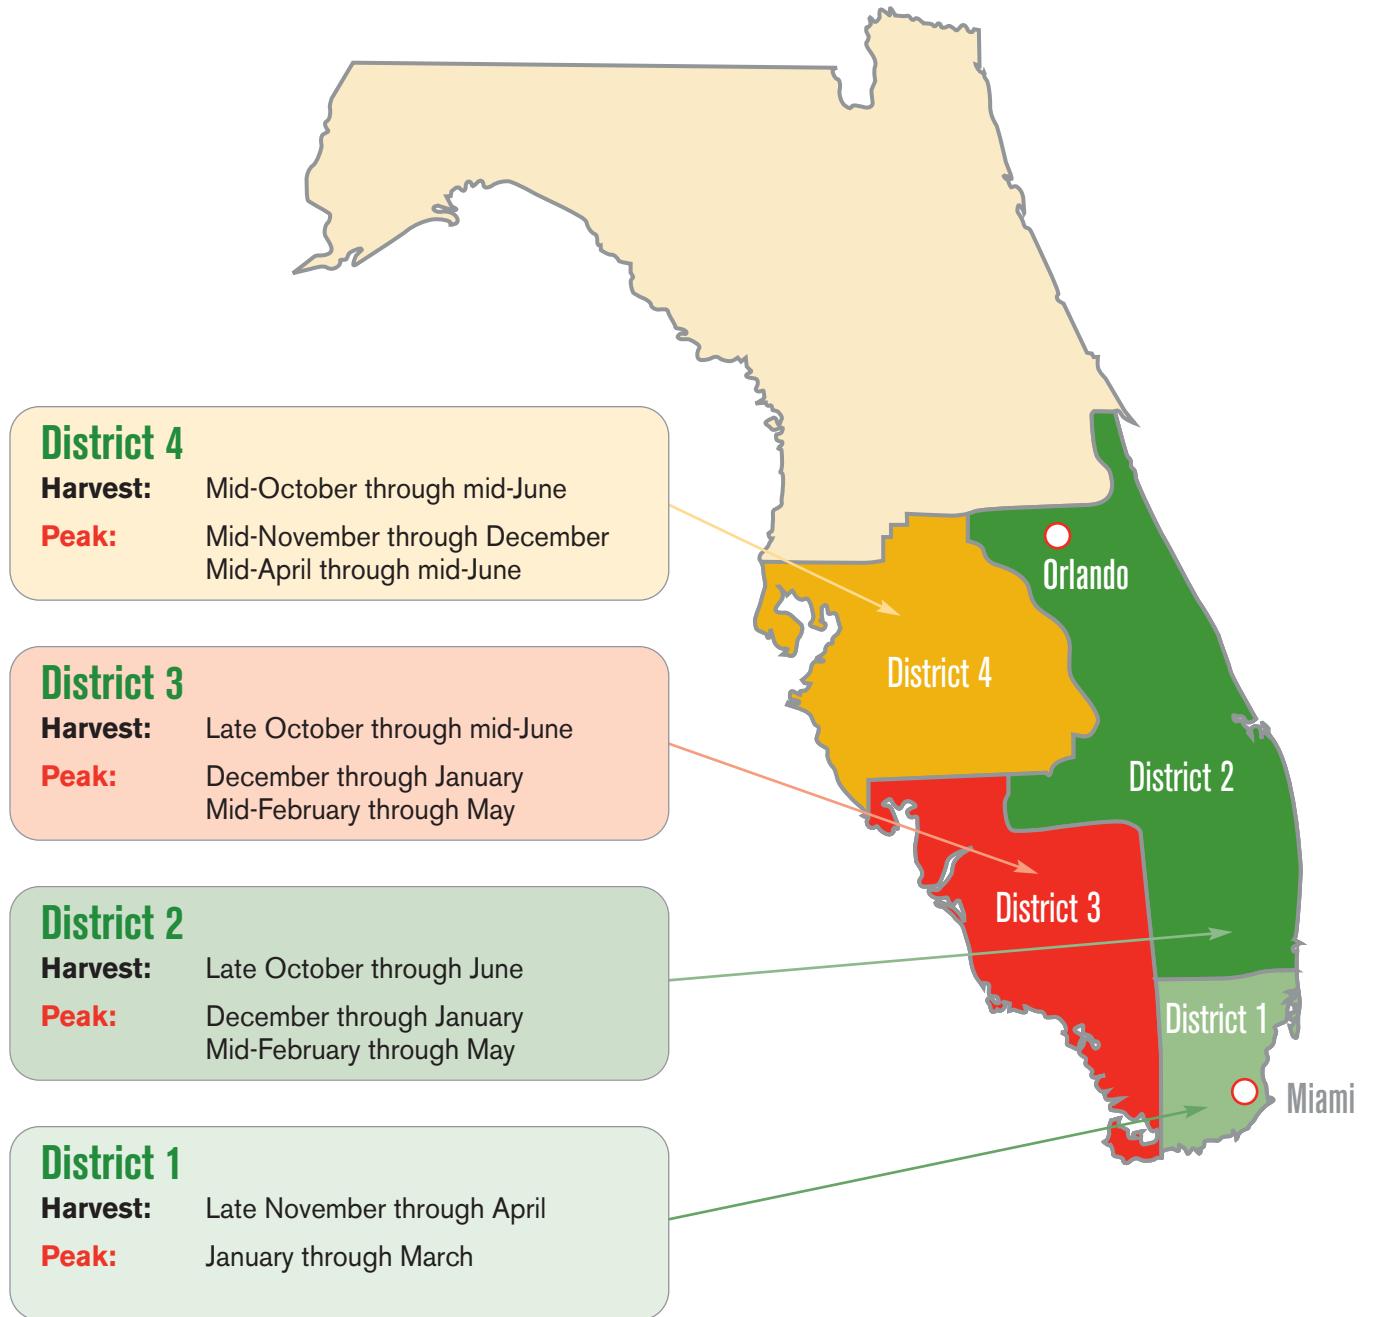 District 4
Harvest: Mid-October through mid-June
Peak: Mid-November through December
Mid-April through mid-June
District 3
Harvest: Late October through mid-June
Peak: December through January
Mid-February through May
District 2
Harvest: Late October through June
Peak: December through January
Mid-February through May
District 1
Harvest: Late November through April
Peak: January through March
Orlando
District 4
District 2
District 3
District 1
Miami